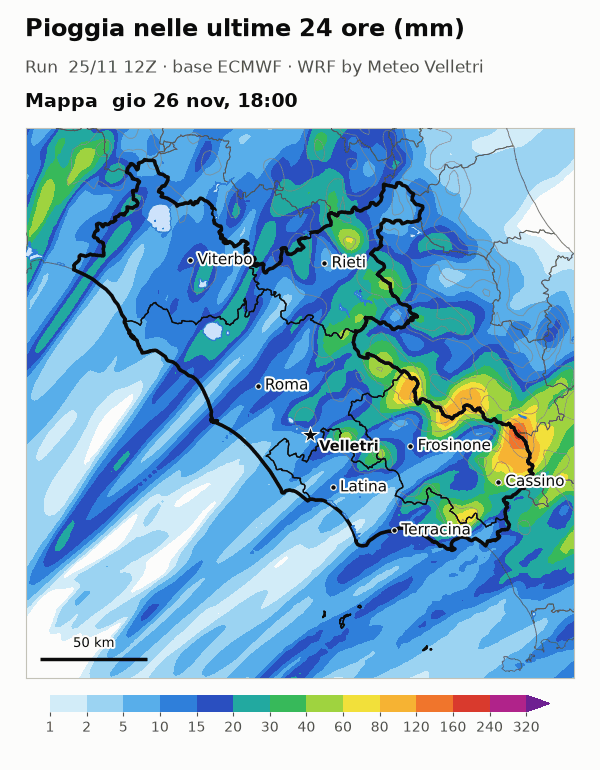 Pioggia nelle ultime 24 ore (mm)
Run  25/11 12Z · base ECMWF · WRF by Meteo Velletri
Mappa  gio 26 nov, 18:00
Viterbo
Rieti
Roma
Velletri
Frosinone
Latina
Cassino
Terracina
50 km
1 2 5 10 15 20 30 40 60 80 120 160 240 320